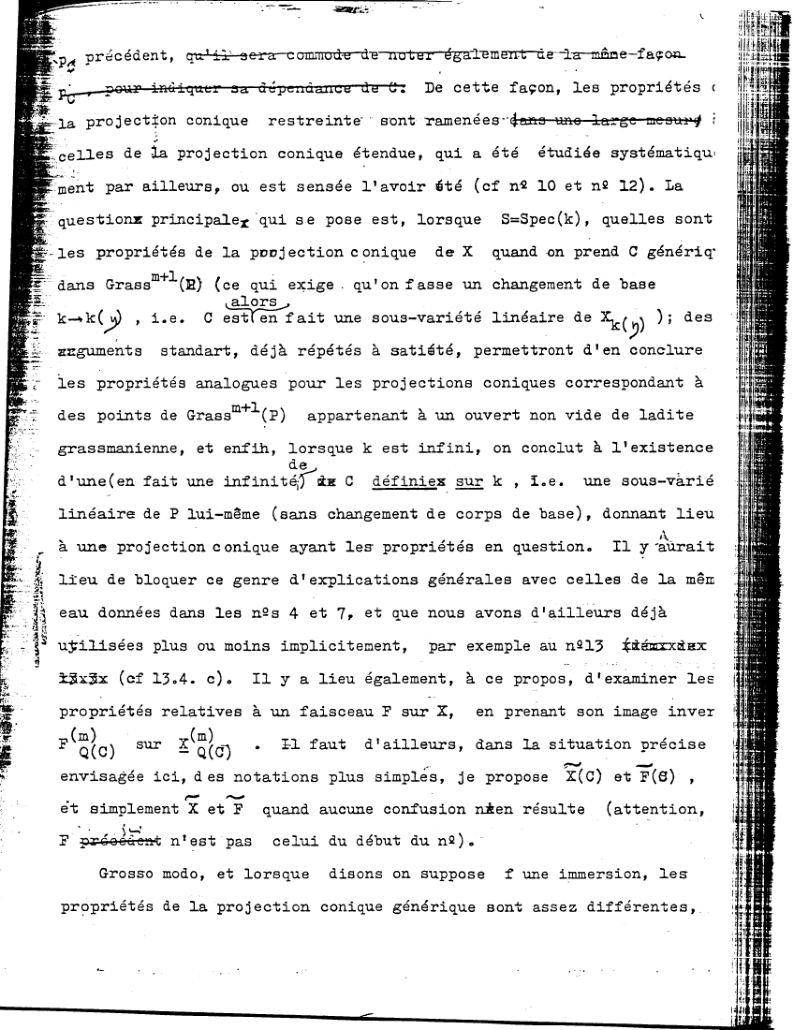 précédent, qu'il sera commode de noter également de la même façon
p_C , pour indiquer sa dépendance de C. De cette façon, les propriétés
la projection conique restreinte sont ramenées dans une large mesure
celles de la projection conique étendue, qui a été étudiée systématiqu
ment par ailleurs, ou est sensée l'avoir été (cf nº 10 et nº 12). La
question principale qui se pose est, lorsque S=Spec(k), quelles sont
les propriétés de la poojection conique de X quand on prend C génériq
dans Grass^{m+1}(P) (ce qui exige qu'on fasse un changement de base
k→k(η) , i.e. C est alors en fait une sous-variété linéaire de X_{k(η)} ); des
arguments standart, déjà répétés à satiété, permettront d'en conclure
les propriétés analogues pour les projections coniques correspondant à
des points de Grass^{m+1}(P) appartenant à un ouvert non vide de ladite
grassmanienne, et enfih, lorsque k est infini, on conclut à l'existence
d'une(en fait une infinité) de C définie sur k , i.e. une sous-varié
linéaire de P lui-même (sans changement de corps de base), donnant lieu
à une projection conique ayant les propriétés en question. Il y aurait
lieu de bloquer ce genre d'explications générales avec celles de la mêm
eau données dans les nºs 4 et 7, et que nous avons d'ailleurs déjà
utilisées plus ou moins implicitement, par exemple au nº13
(cf 13.4. c). Il y a lieu également, à ce propos, d'examiner les
propriétés relatives à un faisceau F sur X, en prenant son image inver
F^{(m)}_{Q(C)} sur X^{(m)}_{Q(C)} . Il faut d'ailleurs, dans la situation précise
envisagée ici, des notations plus simples, je propose X̃(C) et F̃(C) ,
et simplement X̃ et F̃ quand aucune confusion n'en résulte (attention,
F précédent n'est pas celui du début du nº).
Grosso modo, et lorsque disons on suppose f une immersion, les
propriétés de la projection conique générique sont assez différentes,